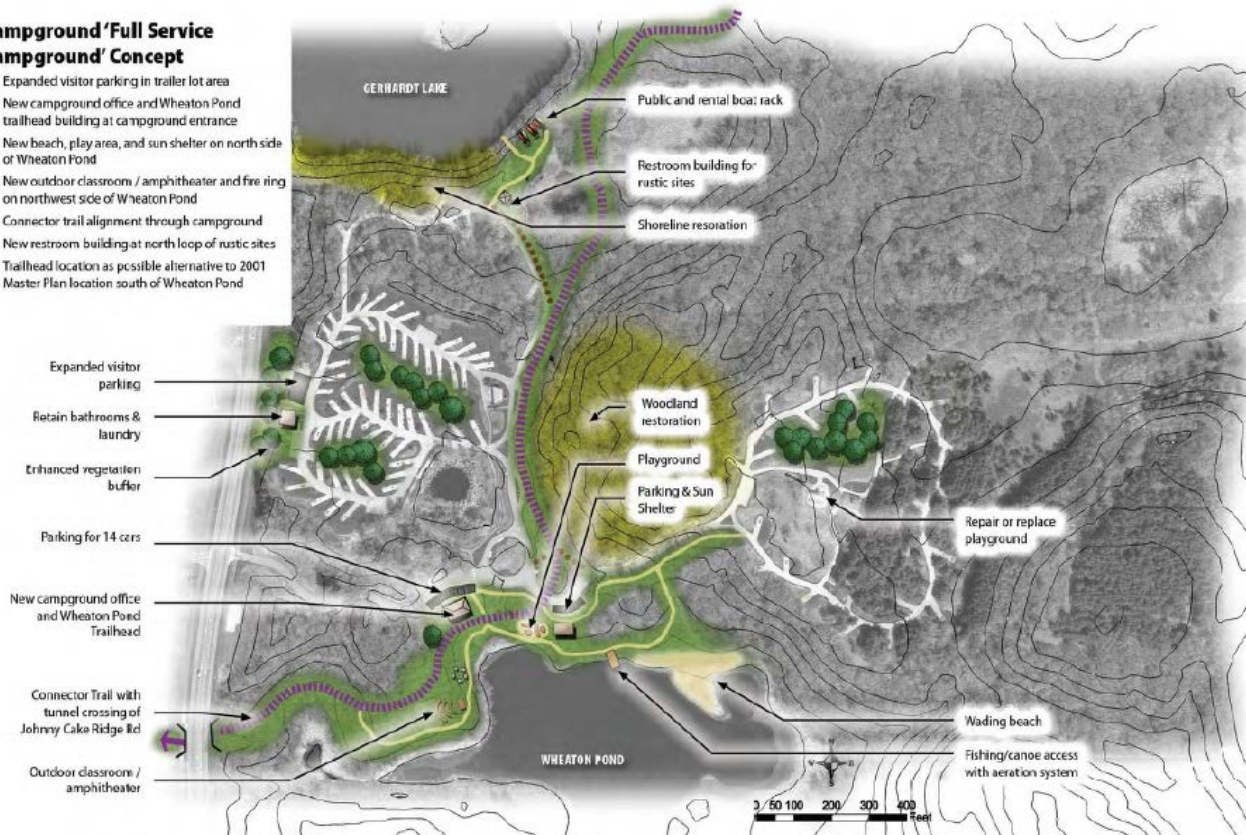 ampground 'Full Service
ampground' Concept
Expanded visitor parking in trailer lot area
New campground office and Wheaton Pond
trailhead building at campground entrance
New beach, play area, and sun shelter on north side
of Wheaton Pond
New outdoor classroom / amphitheater and fire ring
on northwest side of Wheaton Pond
Connector trail alignment through campground
New restroom building at north loop of rustic sites
Trailhead location as possible alternative to 2001
Master Plan location south of Wheaton Pond
GERHARDT LAKE
Public and rental boat rack
Restroom building for
rustic sites
Shoreline resoration
Expanded visitor
parking
Retain bathrooms &
laundry
Enhanced vegetation
buffer
Parking for 14 cars
New campground office
and Wheaton Pond
Trailhead
Connector Trail with
tunnel crossing of
Johnny Cake Ridge Rd
Outdoor classroom /
amphitheater
Woodland
restoration
Playground
Parking & Sun
Shelter
Repair or replace
playground
Wading beach
Fishing/canoe access
with aeration system
WHEATON POND
0 50 100 200 300 400
Feet